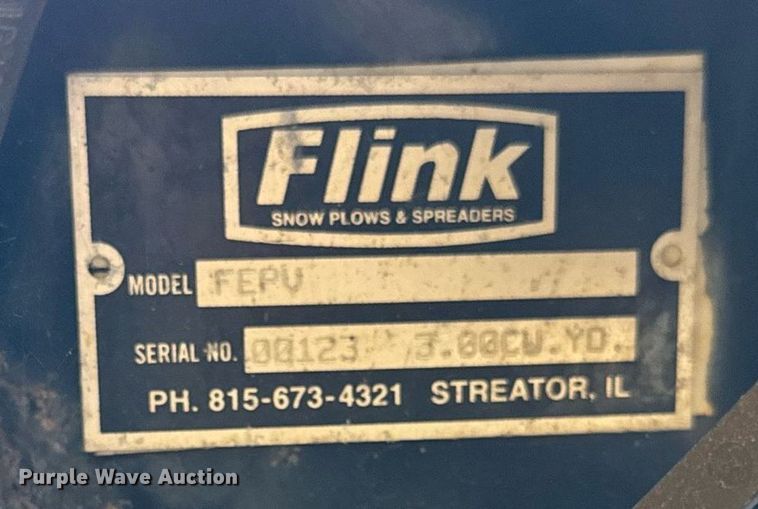 Flink
SNOW PLOWS & SPREADERS
MODEL FEPV
SERIAL NO. 00123 3.00CW.YD.
PH. 815-673-4321 STREATOR, IL
Purple Wave Auction